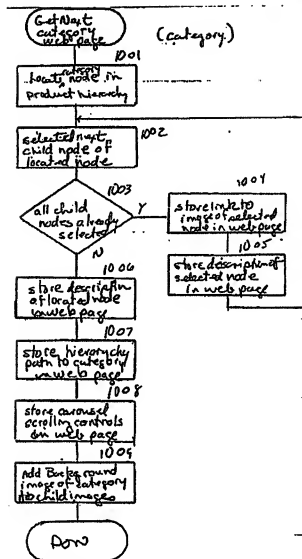 Get Next
category
web page
(category)
1001
category
Locate node in
product hierarchy
1002
selected next
child node of
located node
1003
all child
nodes already
selected
Y
N
1004
store link to
image of selected
node in web page
1005
store description of
selected node
in web page
1006
store description
of located node
in web page
1007
store hierarchy
path to category
in web page
1008
store carousel
scrolling controls
in web page
1009
Add Background
image of category
to child images
Done